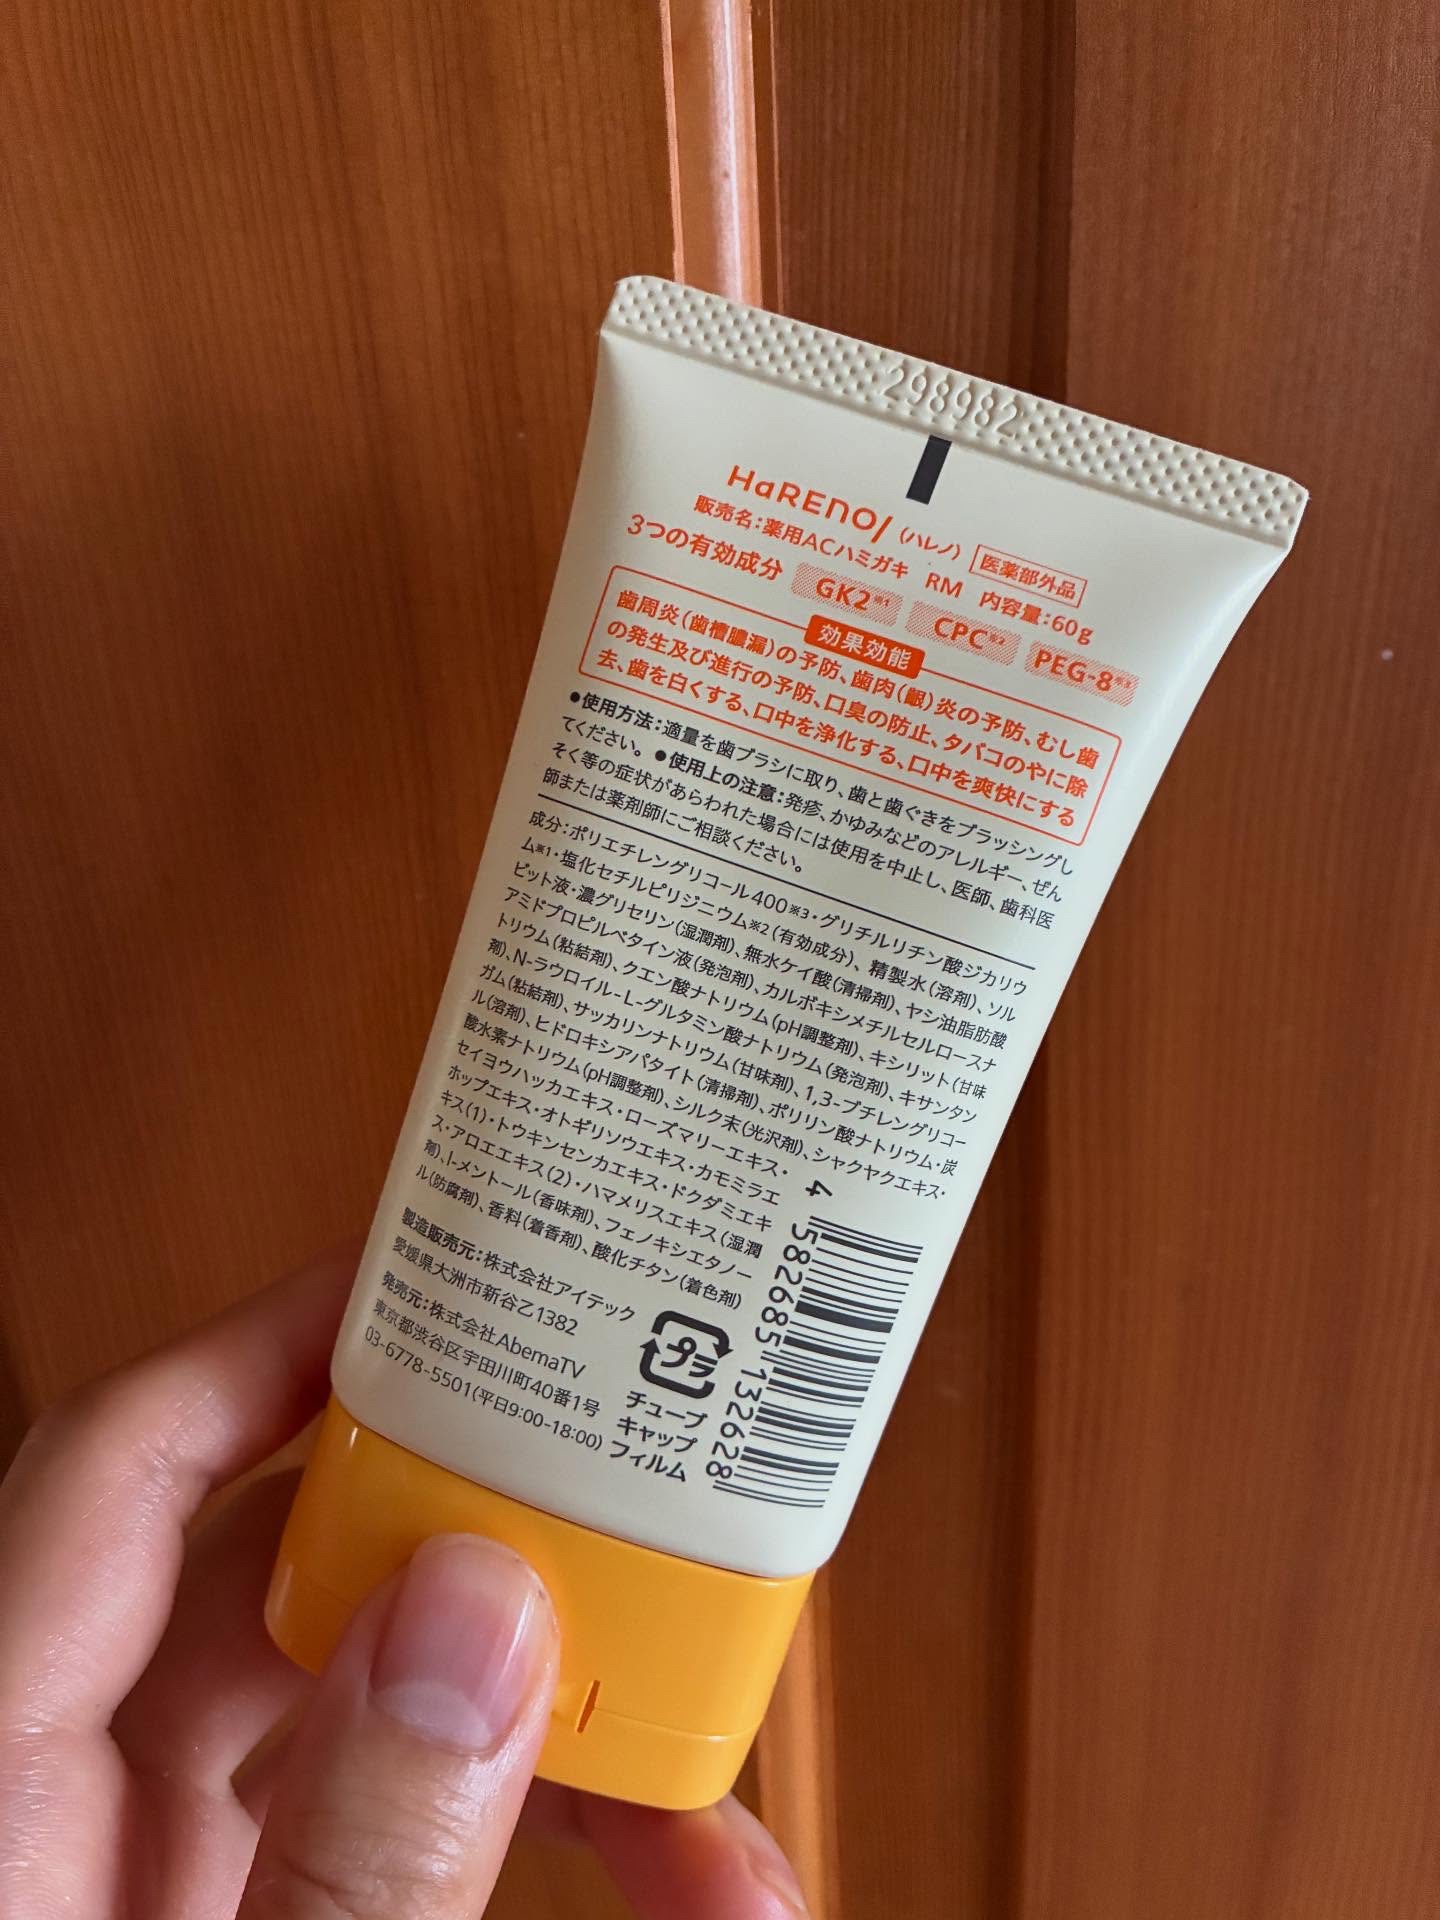 298982
HaRENO/（ハレノ） 医薬部外品
販売名：薬用ACハミガキ RM 内容量：60g
3つの有効成分 GK2※1 CPC※2 PEG-8※3
効果効能
歯周炎（歯槽膿漏）の予防、歯肉（齦）炎の予防、むし歯
の発生及び進行の予防、口臭の防止、タバコのやに除
去、歯を白くする、口中を浄化する、口中を爽快にする
●使用方法：適量を歯ブラシに取り、歯と歯ぐきをブラッシングし
てください。 ●使用上の注意：発疹、かゆみなどのアレルギー、ぜん
そく等の症状があらわれた場合には使用を中止し、医師、歯科医
師または薬剤師にご相談ください。
成分：ポリエチレングリコール400※3・グリチルリチン酸ジカリウ
ム※1・塩化セチルピリジニウム※2（有効成分）、精製水（溶剤）、ソル
ビット液・濃グリセリン（湿潤剤）、無水ケイ酸（清掃剤）、ヤシ油脂肪酸
アミドプロピルベタイン液（発泡剤）、カルボキシメチルセルロースナ
トリウム（粘結剤）、クエン酸ナトリウム（pH調整剤）、キシリット（甘味
剤）、N-ラウロイル-L-グルタミン酸ナトリウム（発泡剤）、キサンタン
ガム（粘結剤）、サッカリンナトリウム（甘味剤）、1,3-ブチレングリコー
ル（溶剤）、ヒドロキシアパタイト（清掃剤）、ポリリン酸ナトリウム・炭
酸水素ナトリウム（pH調整剤）、シルク末（光沢剤）、シャクヤクエキス・
セイヨウハッカエキス・ローズマリーエキス・
ホップエキス・オトギリソウエキス・カモミラエ
キス（1）・トウキンセンカエキス・ドクダミエキ
ス・アロエエキス（2）・ハマメリスエキス（湿潤
剤）、l-メントール（香味剤）、フェノキシエタノー
ル（防腐剤）、香料（着香剤）、酸化チタン（着色剤）
製造販売元：株式会社アイテック
愛媛県大洲市新谷乙1382
発売元：株式会社AbemaTV
東京都渋谷区宇田川町40番1号
03-6778-5501（平日9:00-18:00）
プラ
チューブ
キャップ
フィルム
4 582685 132628